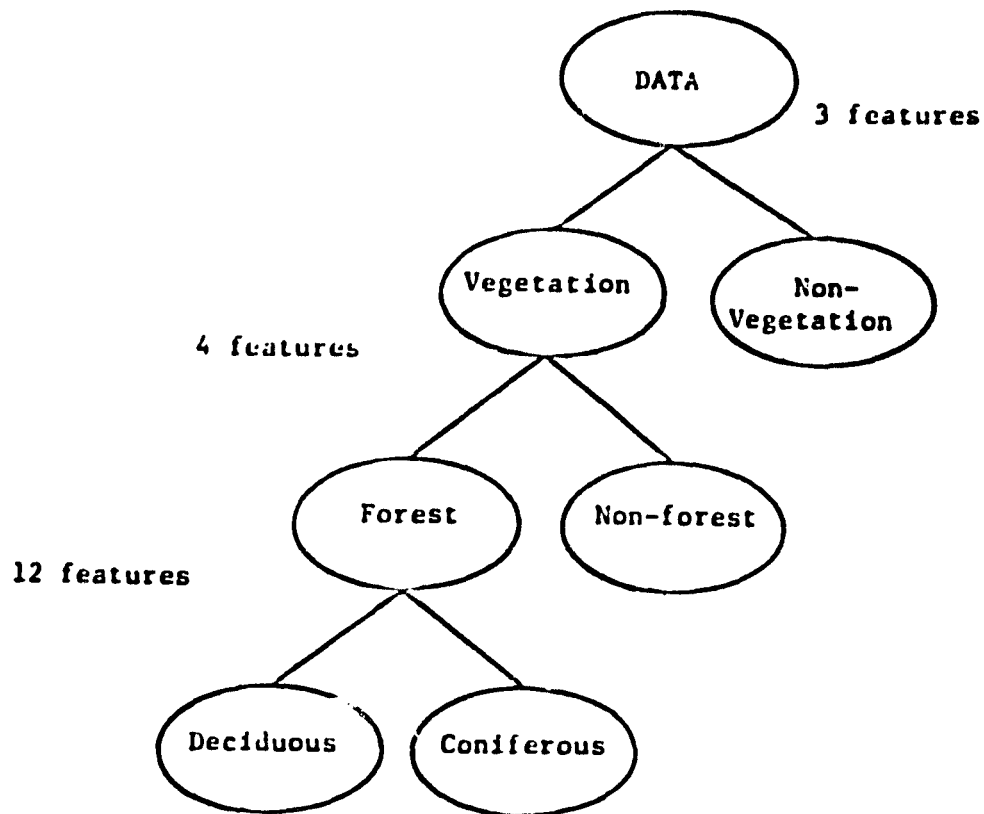 DATA
3 features
Vegetation
Non-
Vegetation
4 features
Forest
Non-forest
12 features
Deciduous
Coniferous